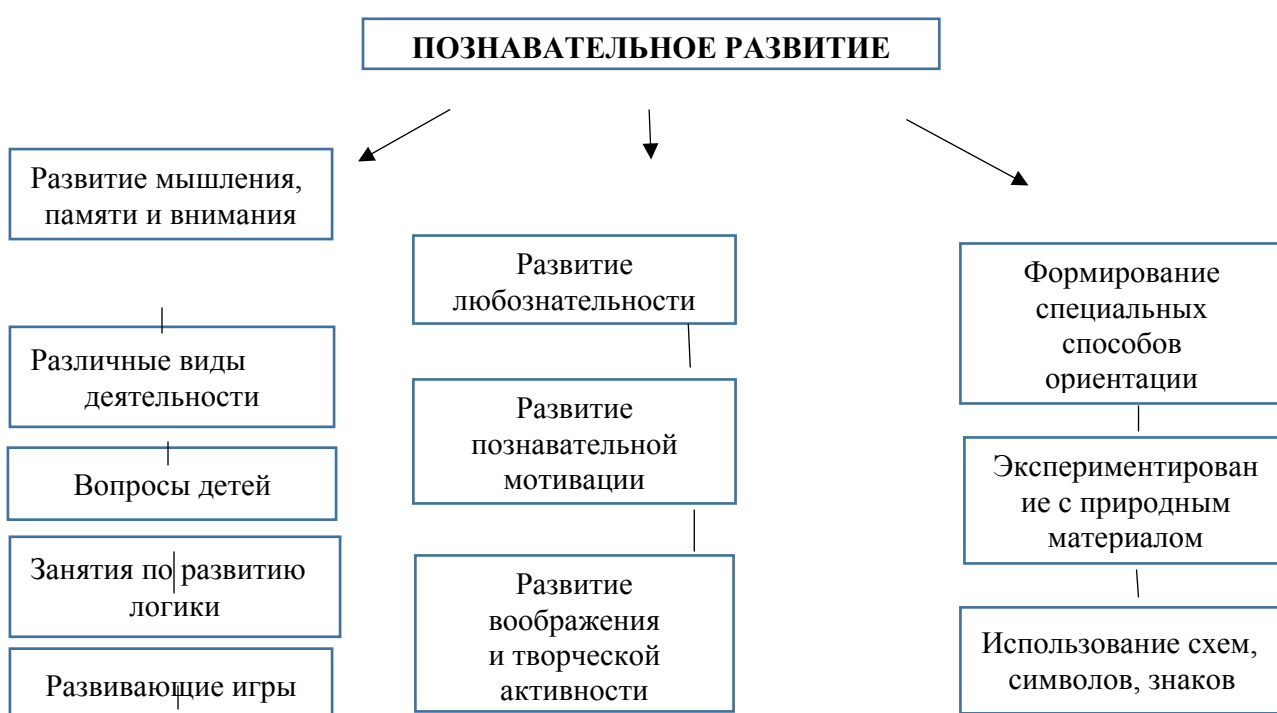 ПОЗНАВАТЕЛЬНОЕ РАЗВИТИЕ
Развитие мышления,
памяти и внимания
Различные виды
деятельности
Вопросы детей
Занятия по развитию
логики
Развивающие игры
Развитие
любознательности
Развитие
познавательной
мотивации
Развитие
воображения
и творческой
активности
Формирование
специальных
способов
ориентации
Экспериментирован
ие с природным
материалом
Использование схем,
символов, знаков